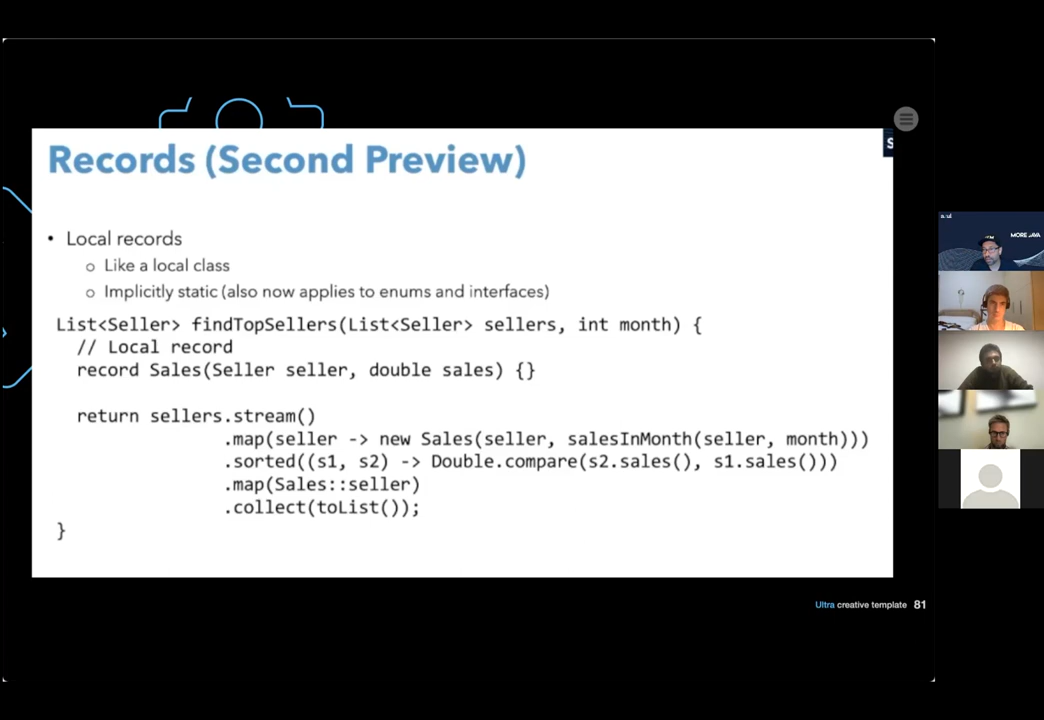 Records (Second Preview)
S
• Local records
o Like a local class
o Implicitly static (also now applies to enums and interfaces)
List<Seller> findTopSellers(List<Seller> sellers, int month) {
// Local record
record Sales(Seller seller, double sales) {}
return sellers.stream()
.map(seller -> new Sales(seller, salesInMonth(seller, month)))
.sorted((s1, s2) -> Double.compare(s2.sales(), s1.sales()))
.map(Sales::seller)
.collect(toList());
}
MORE JAVA
Ultra creative template 81